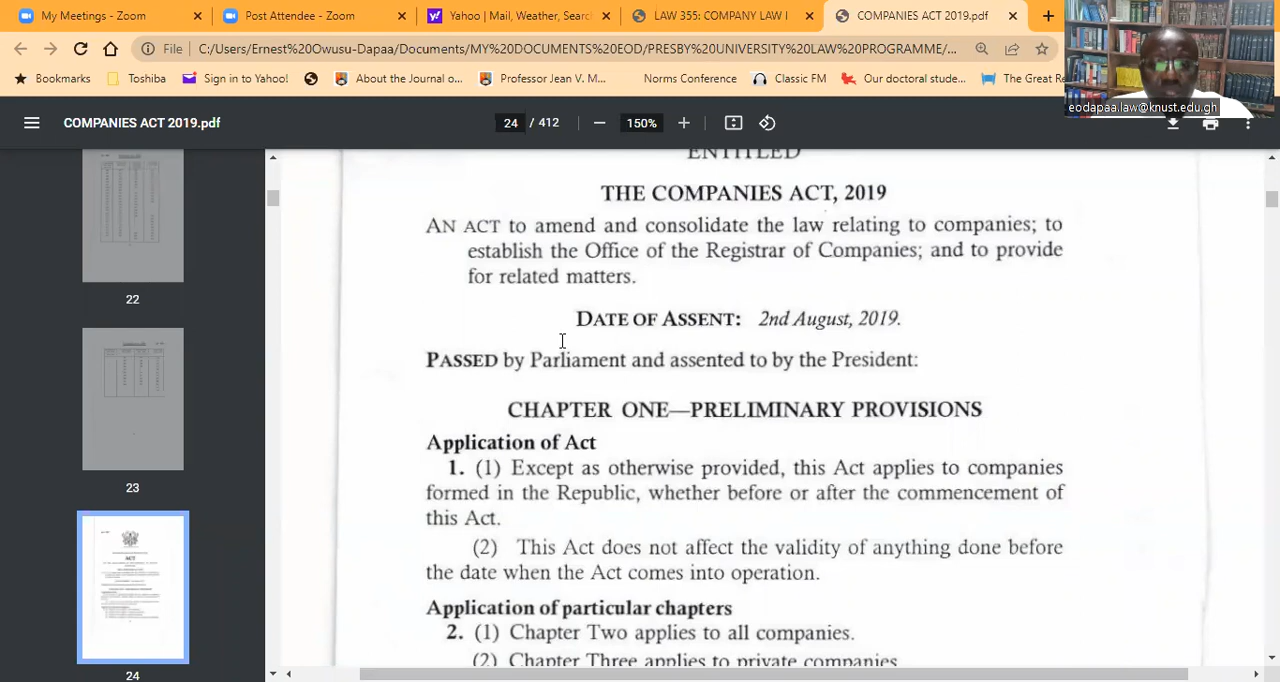 My Meetings - Zoom
Post Attendee - Zoom
Yahoo | Mail, Weather, Searc
LAW 355: COMPANY LAW I
COMPANIES ACT 2019.pdf
File C:/Users/Ernest%20Owusu-Dapaa/Documents/MY%20DOCUMENTS%20EOD/PRESBY%20UNIVERSITY%20LAW%20PROGRAMME/...
Bookmarks
Toshiba
Sign in to Yahoo!
About the Journal o...
Professor Jean V. M...
Norms Conference
Classic FM
Our doctoral stude...
The Great Re
eodapaa.law@knust.edu.gh
COMPANIES ACT 2019.pdf
24 / 412
150%
22
23
24
ENTITLED
THE COMPANIES ACT, 2019
AN ACT to amend and consolidate the law relating to companies; to
establish the Office of the Registrar of Companies; and to provide
for related matters.
DATE OF ASSENT: 2nd August, 2019.
PASSED by Parliament and assented to by the President:
CHAPTER ONE—PRELIMINARY PROVISIONS
Application of Act
1. (1) Except as otherwise provided, this Act applies to companies
formed in the Republic, whether before or after the commencement of
this Act.
(2) This Act does not affect the validity of anything done before
the date when the Act comes into operation.
Application of particular chapters
2. (1) Chapter Two applies to all companies.
(2) Chapter Three applies to private companies